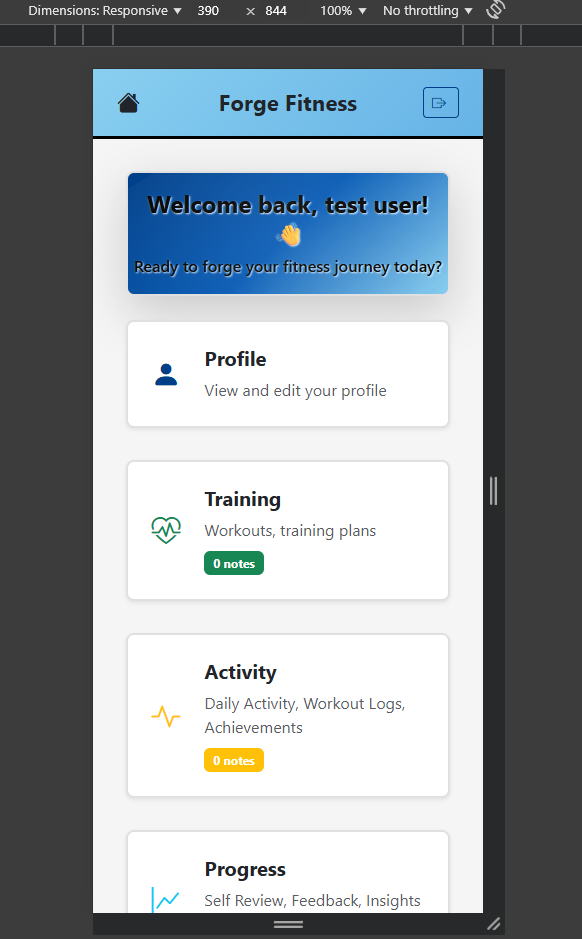 Dimensions: Responsive ▼ 390 × 844 100% ▼ No throttling ▼
Forge Fitness
Welcome back, test user!
👋
Ready to forge your fitness journey today?
Profile
View and edit your profile
Training
Workouts, training plans
0 notes
Activity
Daily Activity, Workout Logs,
Achievements
0 notes
Progress
Self Review, Feedback, Insights